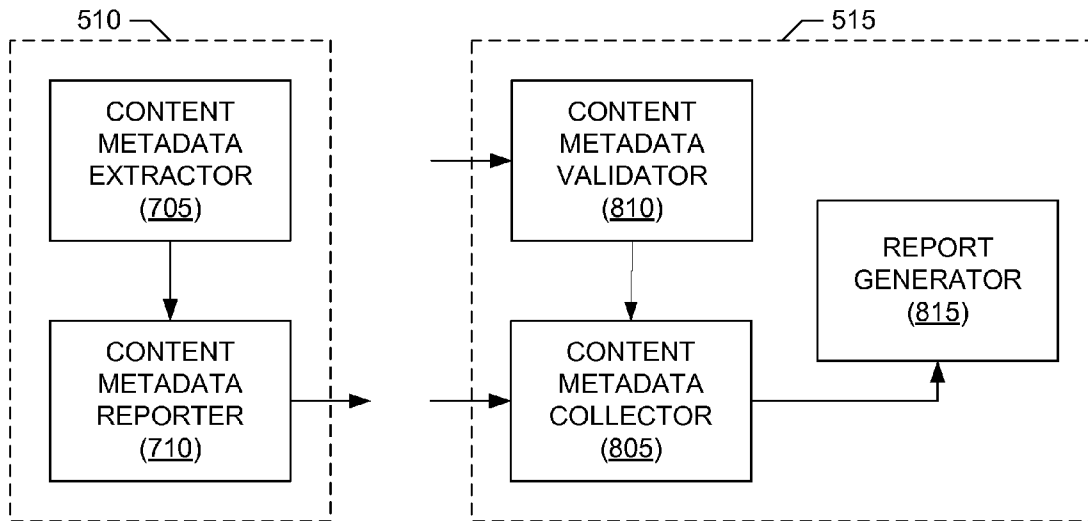 510
515
CONTENT
METADATA
EXTRACTOR
(705)
CONTENT
METADATA
REPORTER
(710)
CONTENT
METADATA
VALIDATOR
(810)
CONTENT
METADATA
COLLECTOR
(805)
REPORT
GENERATOR
(815)